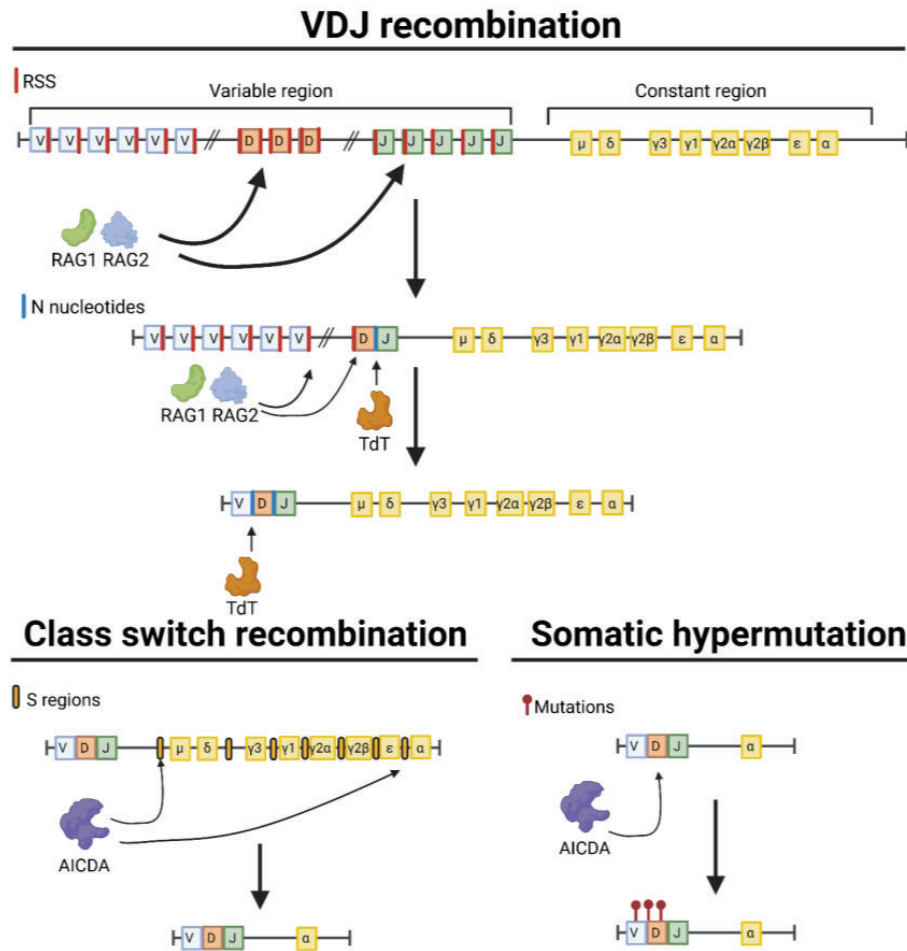 VDJ recombination
RSS
Variable region Constant region
V V V V V V // D D D // J J J J J μ δ γ3 γ1 γ2α γ2β ε α
RAG1 RAG2
N nucleotides
V V V V V V // D J μ δ γ3 γ1 γ2α γ2β ε α
RAG1 RAG2
TdT
V D J μ δ γ3 γ1 γ2α γ2β ε α
TdT
Class switch recombination
S regions
V D J μ δ γ3 γ1 γ2α γ2β ε α
AICDA
V D J α
Somatic hypermutation
Mutations
V D J α
AICDA
V D J α